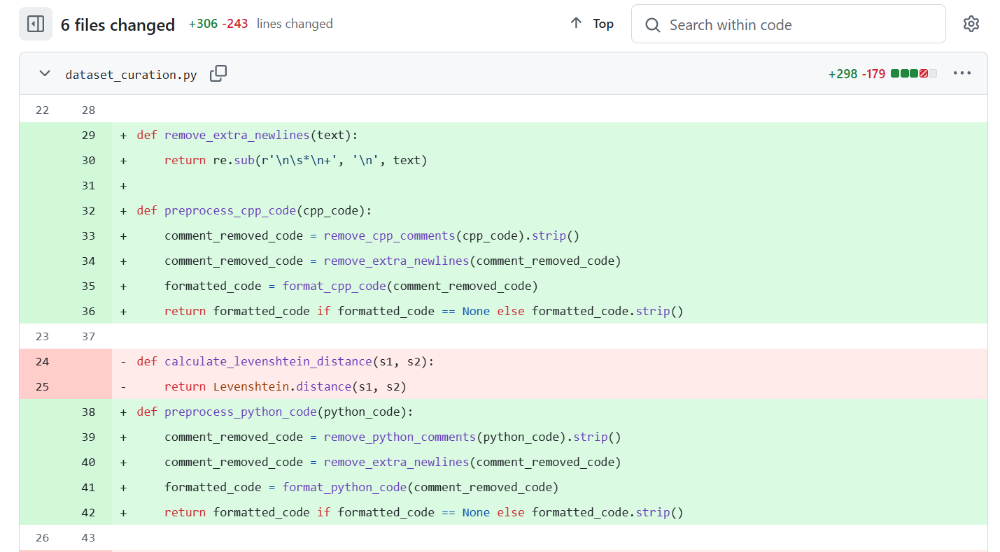 6 files changed +306 -243 lines changed Top Search within code
dataset_curation.py +298 -179
22 28
29 + def remove_extra_newlines(text):
30 +     return re.sub(r'\n\s*\n+', '\n', text)
31 +
32 + def preprocess_cpp_code(cpp_code):
33 +     comment_removed_code = remove_cpp_comments(cpp_code).strip()
34 +     comment_removed_code = remove_extra_newlines(comment_removed_code)
35 +     formatted_code = format_cpp_code(comment_removed_code)
36 +     return formatted_code if formatted_code == None else formatted_code.strip()
23 37
24 - def calculate_levenshtein_distance(s1, s2):
25 -     return Levenshtein.distance(s1, s2)
38 + def preprocess_python_code(python_code):
39 +     comment_removed_code = remove_python_comments(python_code).strip()
40 +     comment_removed_code = remove_extra_newlines(comment_removed_code)
41 +     formatted_code = format_python_code(comment_removed_code)
42 +     return formatted_code if formatted_code == None else formatted_code.strip()
26 43